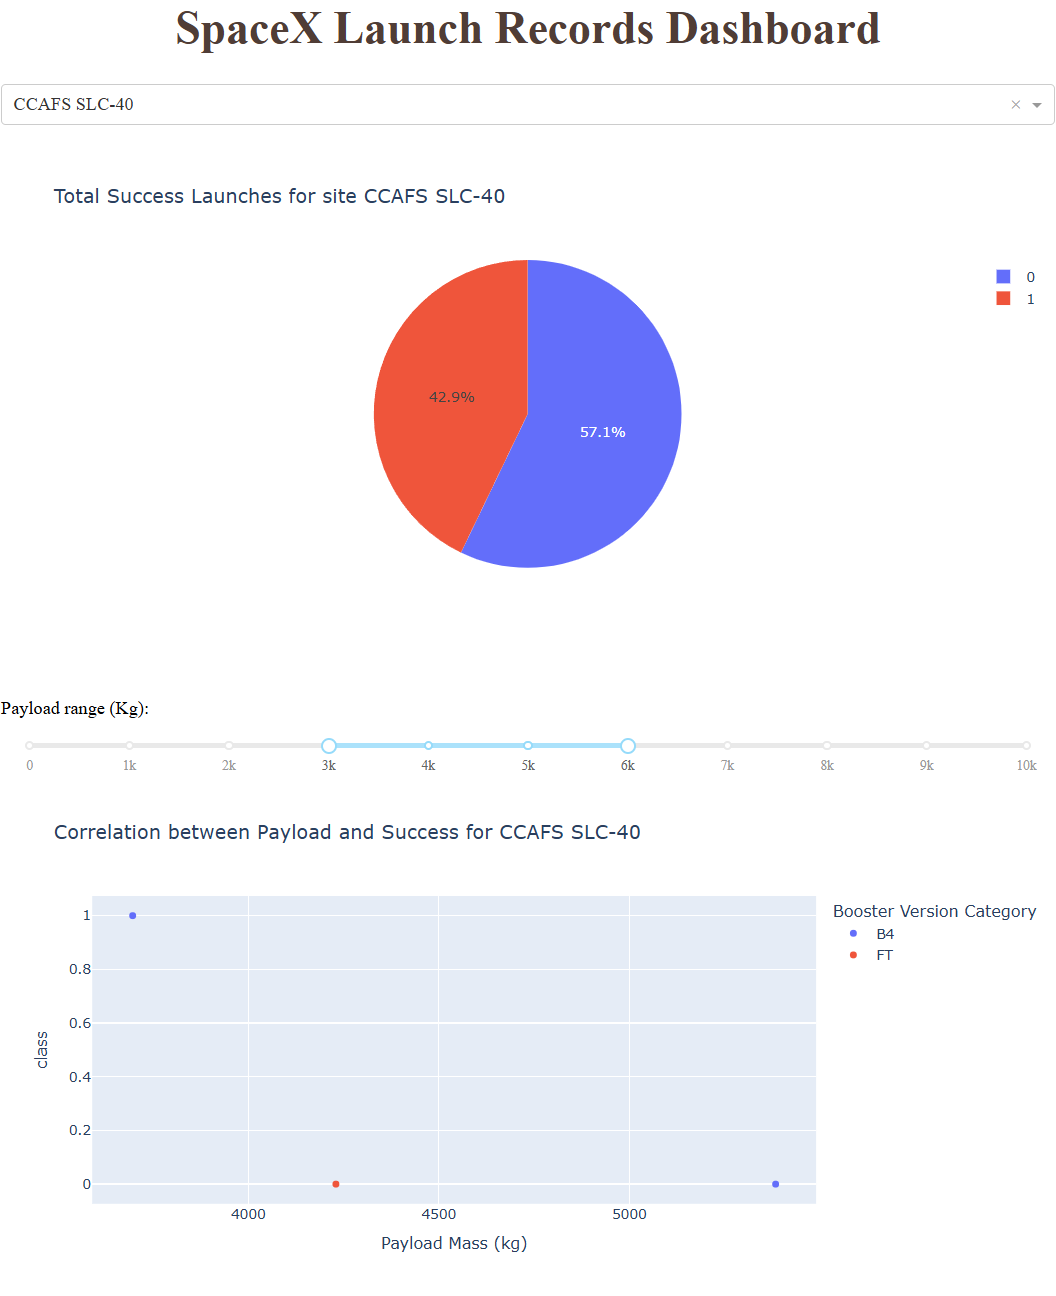 SpaceX Launch Records Dashboard
CCAFS SLC-40 ×
Total Success Launches for site CCAFS SLC-40
0
1
42.9%
57.1%
Payload range (Kg):
0 1k 2k 3k 4k 5k 6k 7k 8k 9k 10k
Correlation between Payload and Success for CCAFS SLC-40
Booster Version Category
B4
FT
1
0.8
0.6
0.4
0.2
0
class
4000 4500 5000
Payload Mass (kg)